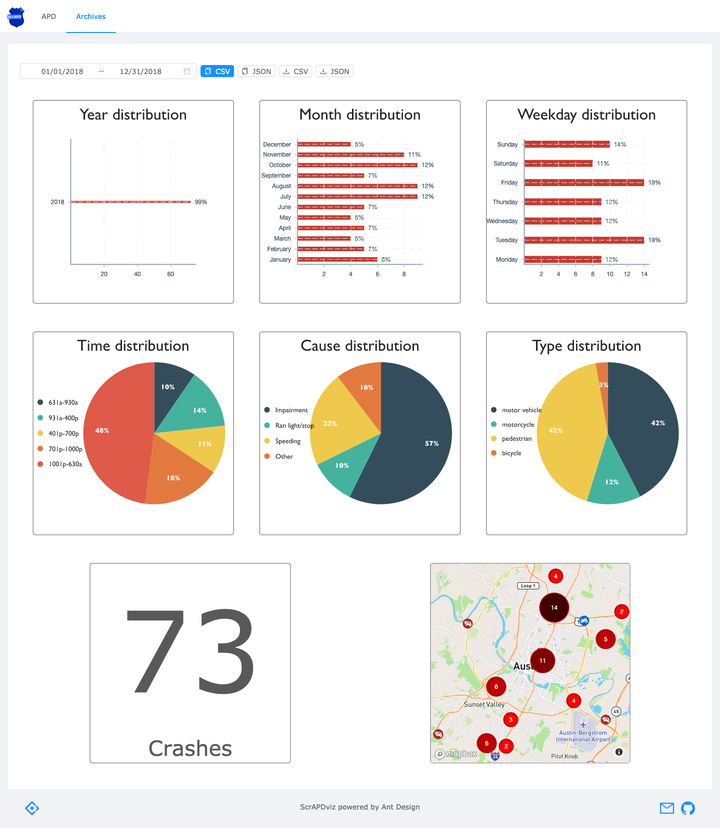 APD
Archives
01/01/2018 ~ 12/31/2018
CSV
JSON
CSV
JSON
Year distribution
2018
99%
20 40 60
Month distribution
December 5%
November 11%
October 12%
September 7%
August 12%
July 12%
June 7%
May 5%
April 7%
March 5%
February 7%
January 8%
2 4 6 8
Weekday distribution
Sunday 14%
Saturday 11%
Friday 19%
Thursday 12%
Wednesday 12%
Tuesday 19%
Monday 12%
2 4 6 8 10 12 14
Time distribution
631a-930a
931a-400p
401p-700p
701p-1000p
1001p-630a
10%
14%
11%
18%
48%
Cause distribution
Impairment
Ran light/stop
Speeding
Other
10%
22%
57%
10%
Type distribution
motor vehicle
motorcycle
pedestrian
bicycle
3%
42%
42%
12%
73
Crashes
4
Loop 1
14
2
5
Aus
11
6
4
Sunset Valley
45
3
Austin-Bergstrom
International Airport
6
2
mapbox
35
Pilot Knob
ScrAPDviz powered by Ant Design